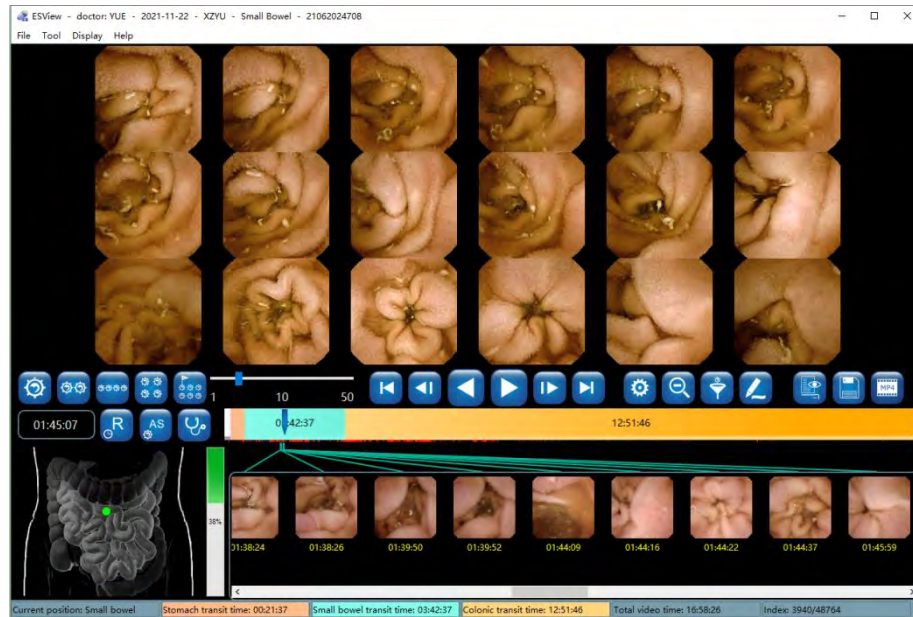 ESView - doctor: YUE - 2021-11-22 - XZYU - Small Bowel - 21062024708
File Tool Display Help
1 10 50
MP4
01:45:07 R AS
12:51:46
38%
01:38:24 01:38:26 01:39:50 01:39:52 01:44:09 01:44:16 01:44:22 01:44:37 01:45:59
Current position: Small bowel Stomach transit time: 00:21:37 Small bowel transit time: 03:42:37 Colonic transit time: 12:51:46 Total video time: 16:58:26 Index: 3940/48764